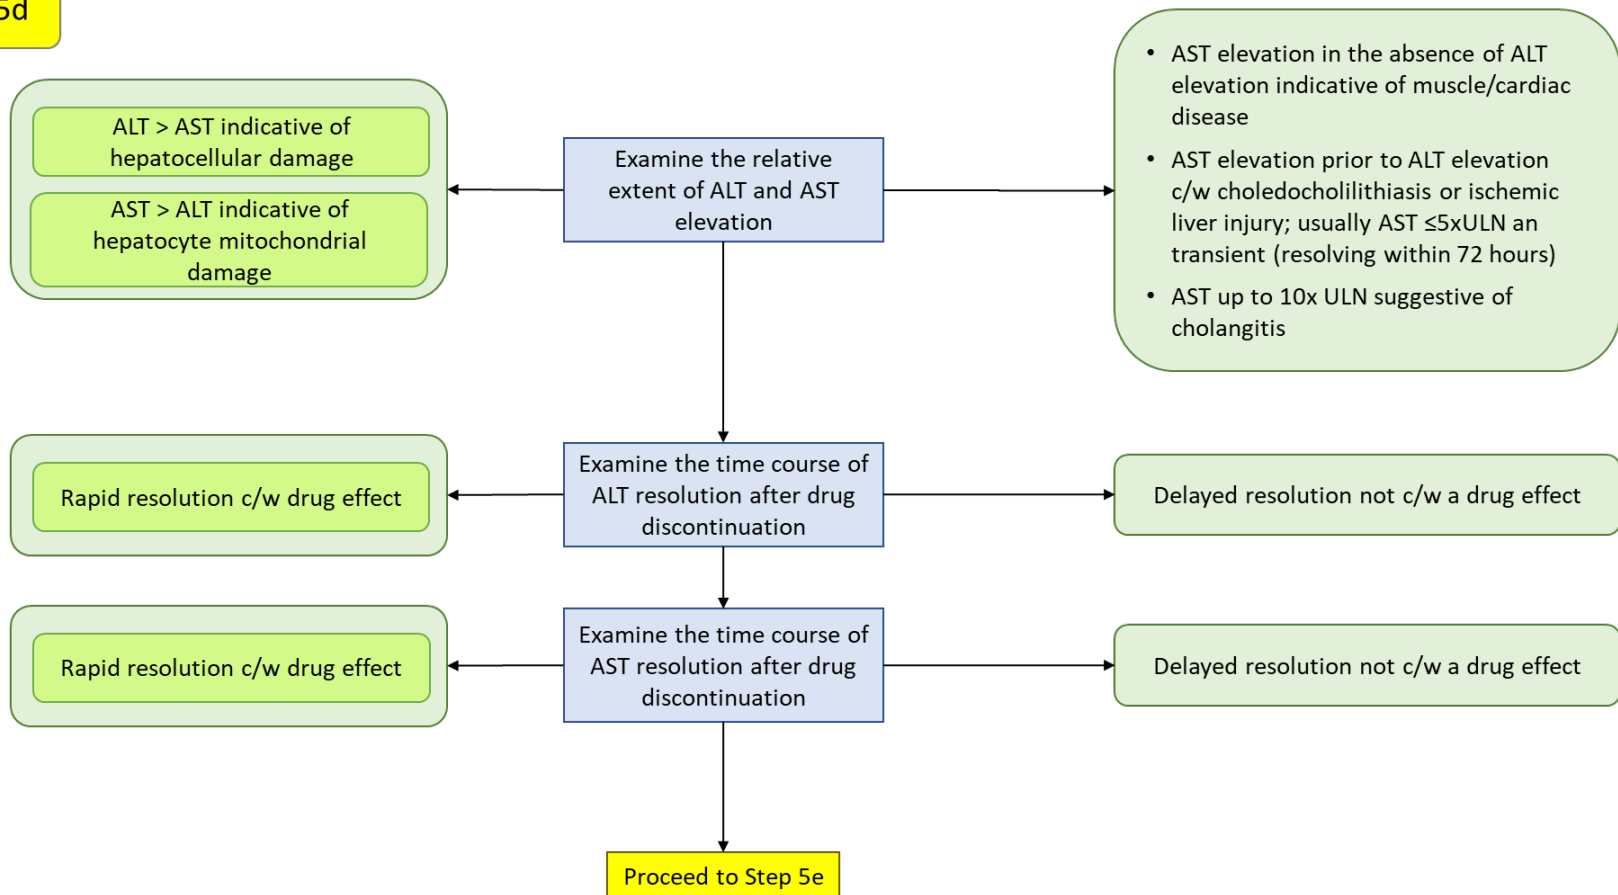 5d
ALT > AST indicative of
hepatocellular damage
AST > ALT indicative of
hepatocyte mitochondrial
damage
Examine the relative
extent of ALT and AST
elevation
• AST elevation in the absence of ALT
elevation indicative of muscle/cardiac
disease
• AST elevation prior to ALT elevation
c/w choledocholilithiasis or ischemic
liver injury; usually AST ≤5xULN an
transient (resolving within 72 hours)
• AST up to 10x ULN suggestive of
cholangitis
Rapid resolution c/w drug effect
Examine the time course of
ALT resolution after drug
discontinuation
Delayed resolution not c/w a drug effect
Rapid resolution c/w drug effect
Examine the time course of
AST resolution after drug
discontinuation
Delayed resolution not c/w a drug effect
Proceed to Step 5e